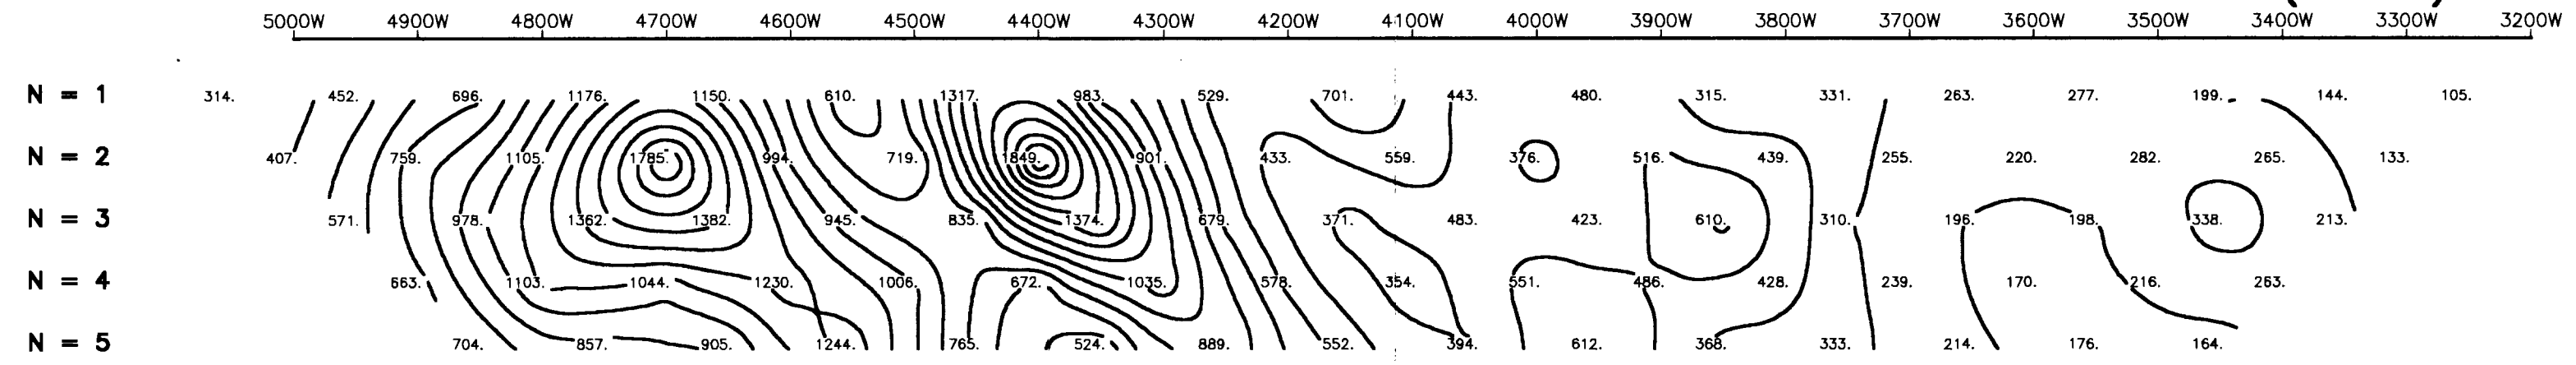 5000W 4900W 4800W 4700W 4600W 4500W 4400W 4300W 4200W 4100W 4000W 3900W 3800W 3700W 3600W 3500W 3400W 3300W 3200W
N = 1 314. 452. 696. 1176. 1150. 610. 1317. 983. 529. 701. 443. 480. 315. 331. 263. 277. 199. 144. 105.
N = 2 407. 759. 1105. 1785. 994. 719. 1849. 901. 433. 559. 376. 516. 439. 255. 220. 282. 265. 133.
N = 3 571. 978. 1362. 1382. 945. 835. 1374. 679. 371. 483. 423. 610. 310. 196. 198. 338. 213.
N = 4 663. 1103. 1044. 1230. 1006. 672. 1035. 578. 354. 551. 486. 428. 239. 170. 216. 263.
N = 5 704. 857. 905. 1244. 765. 524. 889. 552. 394. 612. 368. 333. 214. 176. 164.